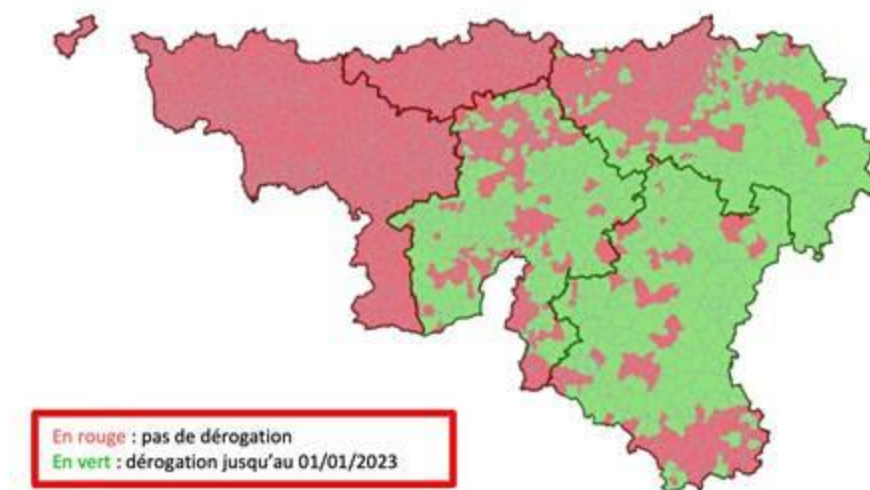 En rouge : pas de dérogation
En vert : dérogation jusqu'au 01/01/2023